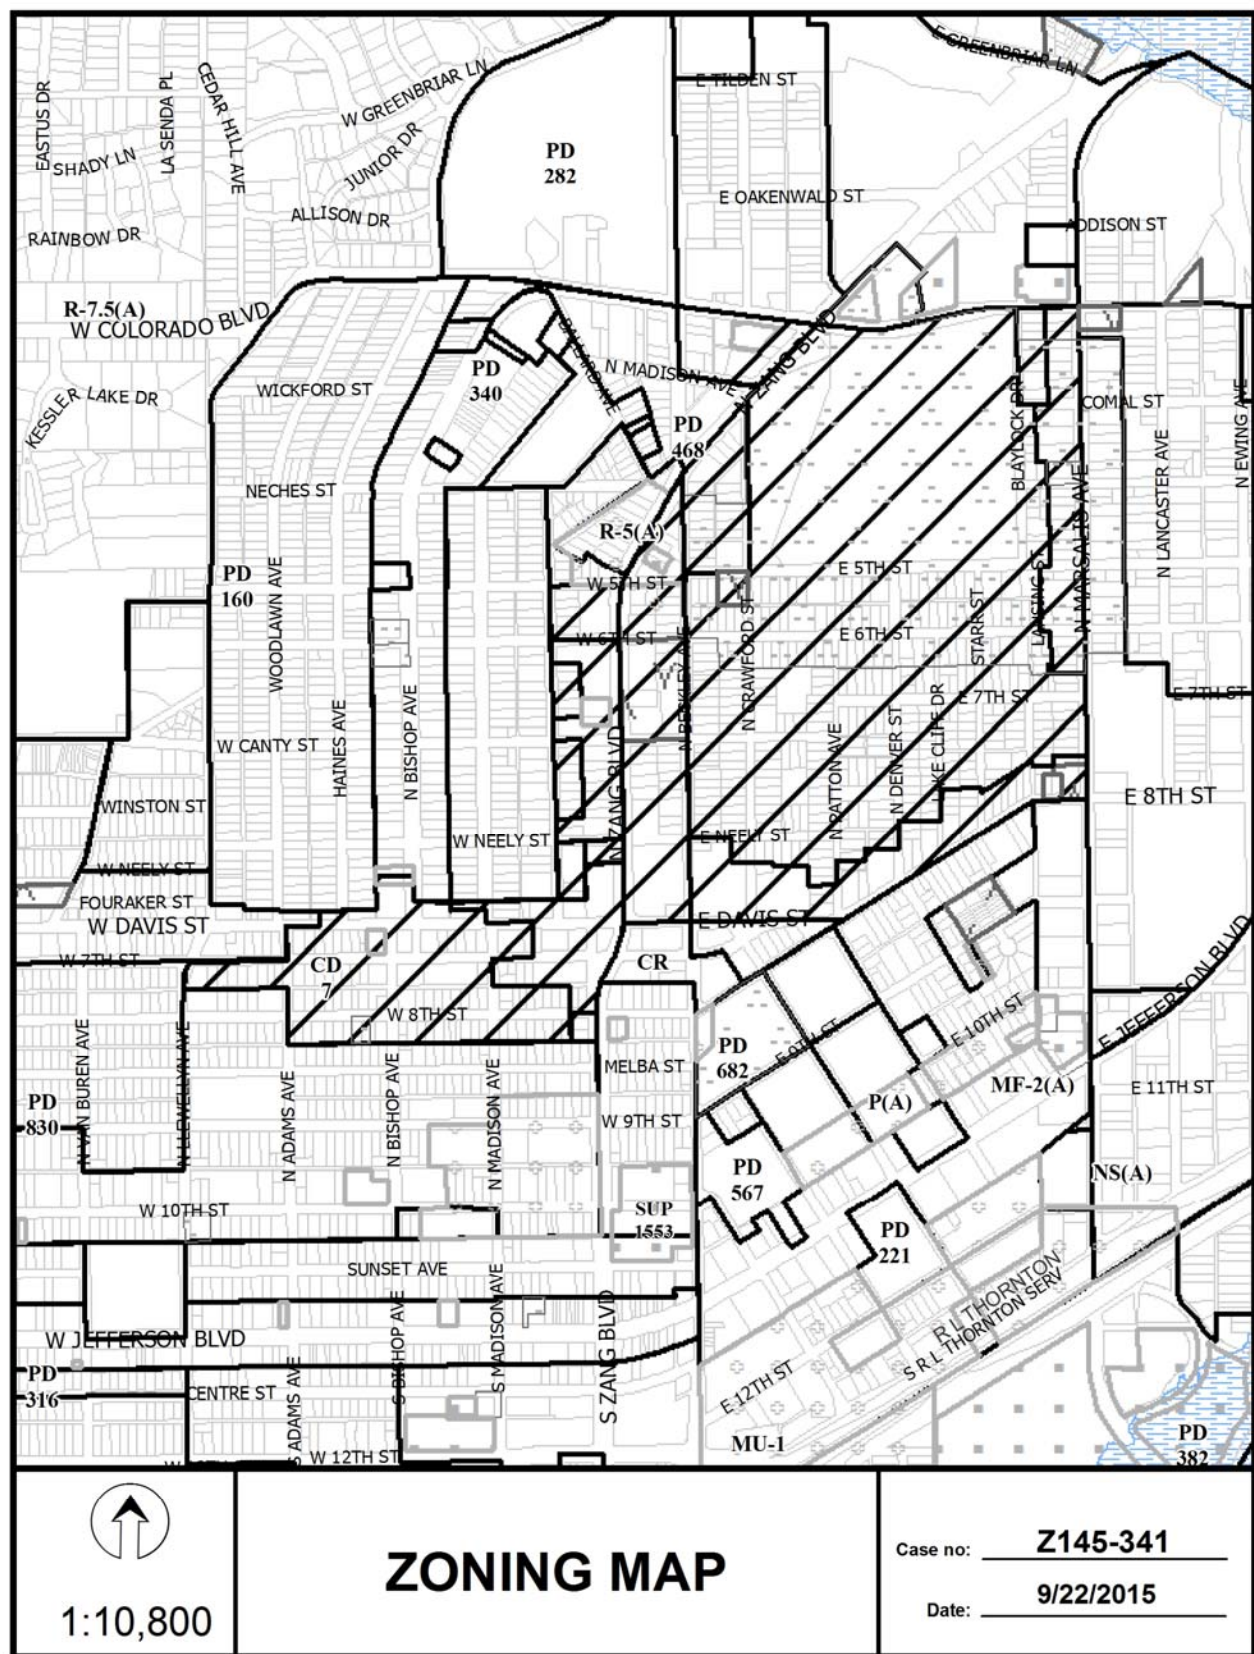 E GREENBRIAR LN
EASTUS DR
LA SENDA PL
CEDAR HILL AVE
W GREENBRIAR LN
E TILDEN ST
SHADY LN
JUNIOR DR
PD
282
E OAKENWALD ST
ALLISON DR
ADDISON ST
RAINBOW DR
R-7.5(A)
W COLORADO BLVD
BALLARD AVE
N ZANG BLVD
PD
340
N MADISON AVE
WICKFORD ST
KESSLER LAKE DR
BLAYLOCK DR
COMAL ST
N EWING AVE
PD
468
N LANCASTER AVE
NECHES ST
N MARSALIS AVE
R-5(A)
PD
160
WOODLAWN AVE
W 5TH ST
E 5TH ST
LANSING ST
STARR ST
W 6TH ST
N BECKLEY AVE
N CRAWFORD ST
E 6TH ST
E 7TH ST
E 7TH ST
HAINES AVE
N BISHOP AVE
W CANTY ST
N ZANG BLVD
N PATTON AVE
N DENVER ST
LAKE CLIFF DR
WINSTON ST
E 8TH ST
W NEELY ST
E NEELY ST
W NEELY ST
FOURAKER ST
W DAVIS ST
E DAVIS ST
W 7TH ST
CD
7
CR
W 8TH ST
E JEFFERSON BLVD
E 10TH ST
E 9TH ST
PD
682
MELBA ST
N VAN BUREN AVE
N LLEWELLYN AVE
N ADAMS AVE
N BISHOP AVE
N MADISON AVE
P(A)
MF-2(A)
E 11TH ST
PD
830
W 9TH ST
PD
567
NS(A)
W 10TH ST
SUP
1553
PD
221
SUNSET AVE
R L THORNTON
S R L THORNTON SERV
W JEFFERSON BLVD
S BISHOP AVE
S MADISON AVE
S ZANG BLVD
PD
316
CENTRE ST
S ADAMS AVE
E 12TH ST
W 12TH ST
MU-1
PD
382
1:10,800
ZONING MAP
Case no: Z145-341
Date: 9/22/2015